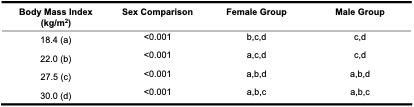 Body Mass Index (kg/m²) Sex Comparison Female Group Male Group
18.4 (a) <0.001 b,c,d c,d
22.0 (b) <0.001 a,c,d c,d
27.5 (c) <0.001 a,b,d a,b,d
30.0 (d) <0.001 a,b,c a,b,c